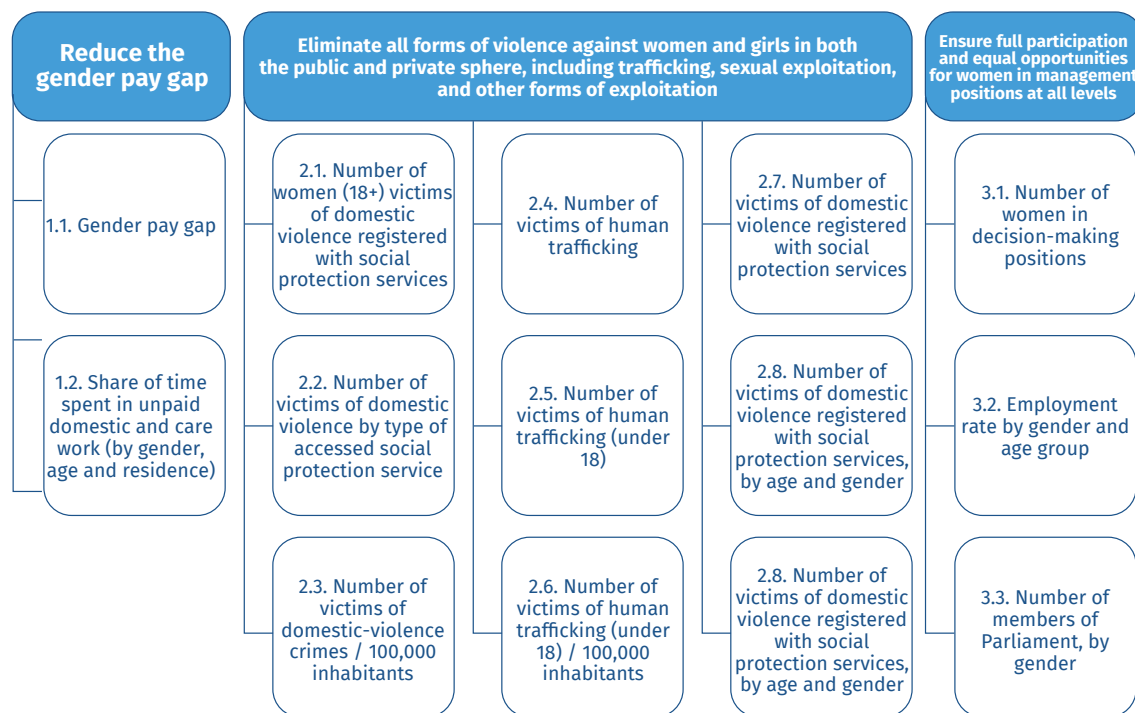 Reduce the
gender pay gap
Eliminate all forms of violence against women and girls in both
the public and private sphere, including trafficking, sexual exploitation,
and other forms of exploitation
Ensure full participation
and equal opportunities
for women in management
positions at all levels
1.1. Gender pay gap
2.1. Number of
women (18+) victims
of domestic
violence registered
with social
protection services
2.4. Number of
victims of human
trafficking
2.7. Number of
victims of domestic
violence registered
with social
protection services
3.1. Number of
women in
decision-making
positions
1.2. Share of time
spent in unpaid
domestic and care
work (by gender,
age and residence)
2.2. Number of
victims of domestic
violence by type of
accessed social
protection service
2.5. Number of
victims of human
trafficking (under
18)
2.8. Number of
victims of domestic
violence registered
with social
protection services,
by age and gender
3.2. Employment
rate by gender and
age group
2.3. Number of
victims of
domestic-violence
crimes / 100,000
inhabitants
2.6. Number of
victims of human
trafficking (under
18) / 100,000
inhabitants
2.8. Number of
victims of domestic
violence registered
with social
protection services,
by age and gender
3.3. Number of
members of
Parliament, by
gender